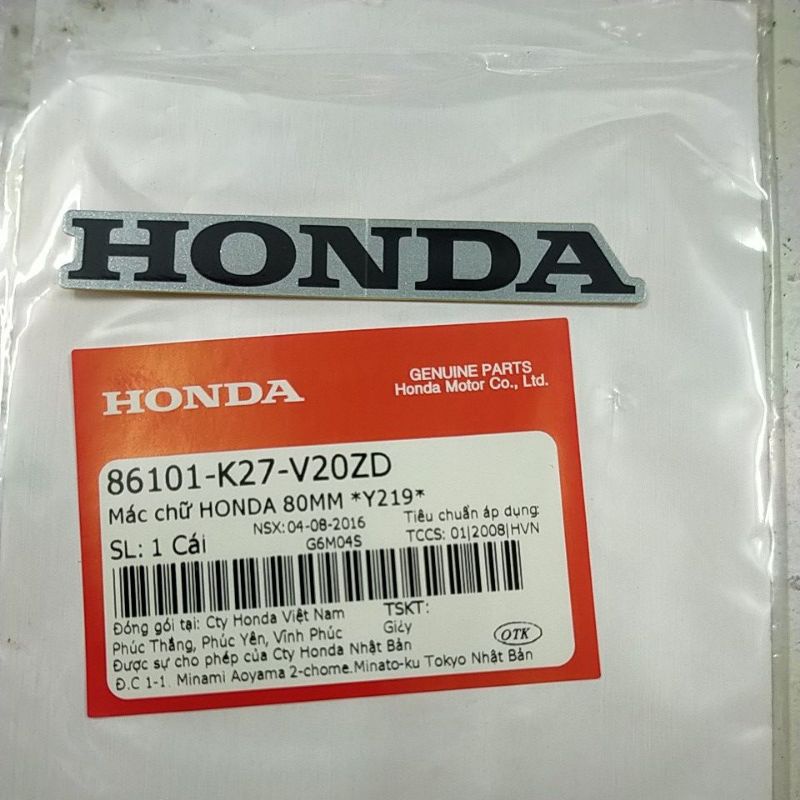 HONDA
HONDA
GENUINE PARTS
Honda Motor Co., Ltd.
86101-K27-V20ZD
Mác chữ HONDA 80MM *Y219*
NSX: 04-08-2016
Tiêu chuẩn áp dụng:
SL: 1 Cái
G6M04S
TCCS: 01|2008|HVN
Đóng gói tại: Cty Honda Việt Nam
TSKT:
Phúc Thắng, Phúc Yên, Vĩnh Phúc
Giấy
Được sự cho phép của Cty Honda Nhật Bản
OTK
Đ.C 1-1. Minami Aoyama 2-chome.Minato-ku Tokyo Nhật Bản